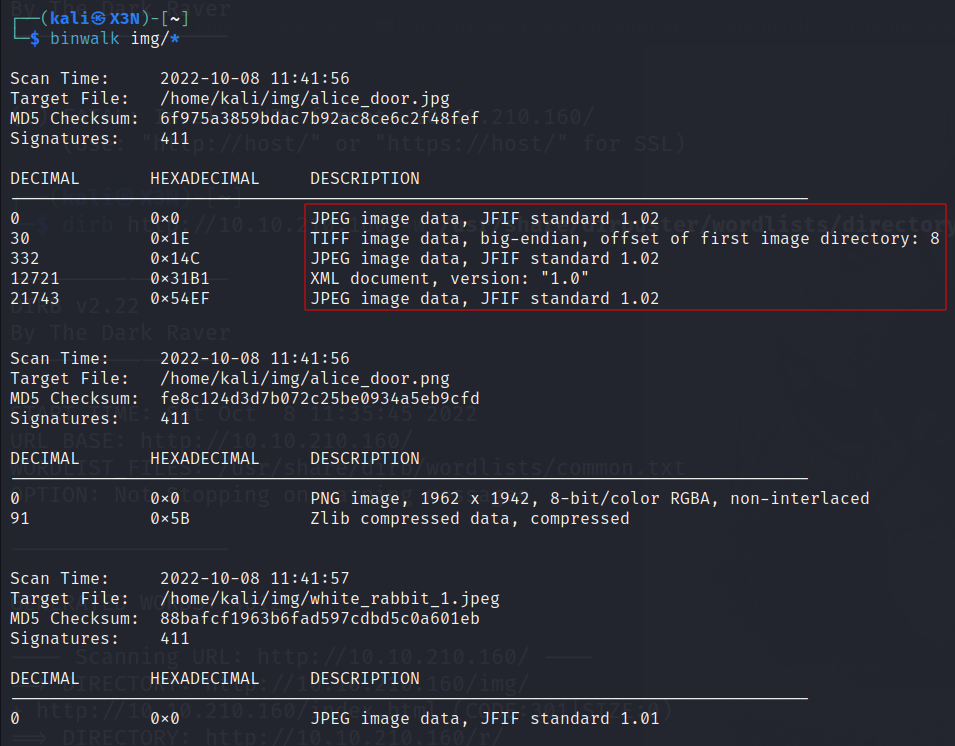 ┌──(kali㉿X3N)-[~]
└─$ binwalk img/*
Scan Time: 2022-10-08 11:41:56
Target File: /home/kali/img/alice_door.jpg
MD5 Checksum: 6f975a3859bdac7b92ac8ce6c2f48fef
Signatures: 411
DECIMAL HEXADECIMAL DESCRIPTION
0 0×0 JPEG image data, JFIF standard 1.02
30 0×1E TIFF image data, big-endian, offset of first image directory: 8
332 0×14C JPEG image data, JFIF standard 1.02
12721 0×31B1 XML document, version: "1.0"
21743 0×54EF JPEG image data, JFIF standard 1.02
Scan Time: 2022-10-08 11:41:56
Target File: /home/kali/img/alice_door.png
MD5 Checksum: fe8c124d3d7b072c25be0934a5eb9cfd
Signatures: 411
DECIMAL HEXADECIMAL DESCRIPTION
0 0×0 PNG image, 1962 x 1942, 8-bit/color RGBA, non-interlaced
91 0×5B Zlib compressed data, compressed
Scan Time: 2022-10-08 11:41:57
Target File: /home/kali/img/white_rabbit_1.jpeg
MD5 Checksum: 88bafcf1963b6fad597cdbd5c0a601eb
Signatures: 411
DECIMAL HEXADECIMAL DESCRIPTION
0 0×0 JPEG image data, JFIF standard 1.01